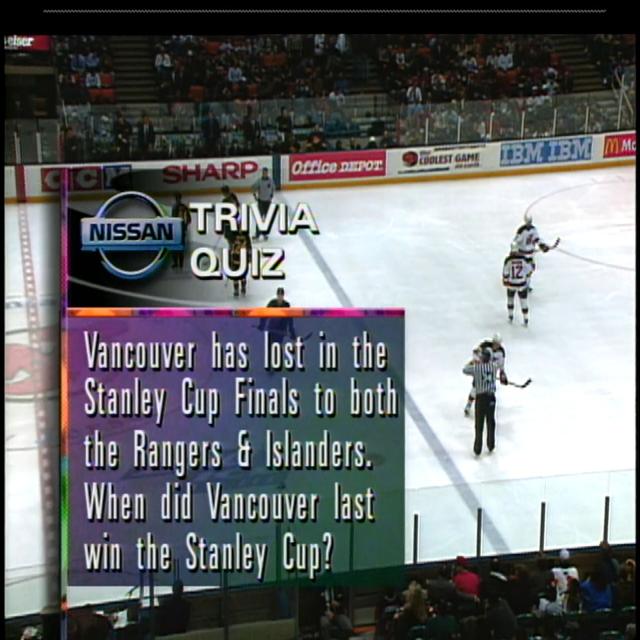 SHARP
Office DEPOT
THE COOLEST GAME
IBM IBM
NISSAN
TRIVIA
QUIZ
12
Vancouver has lost in the
Stanley Cup Finals to both
the Rangers & Islanders.
When did Vancouver last
win the Stanley Cup?